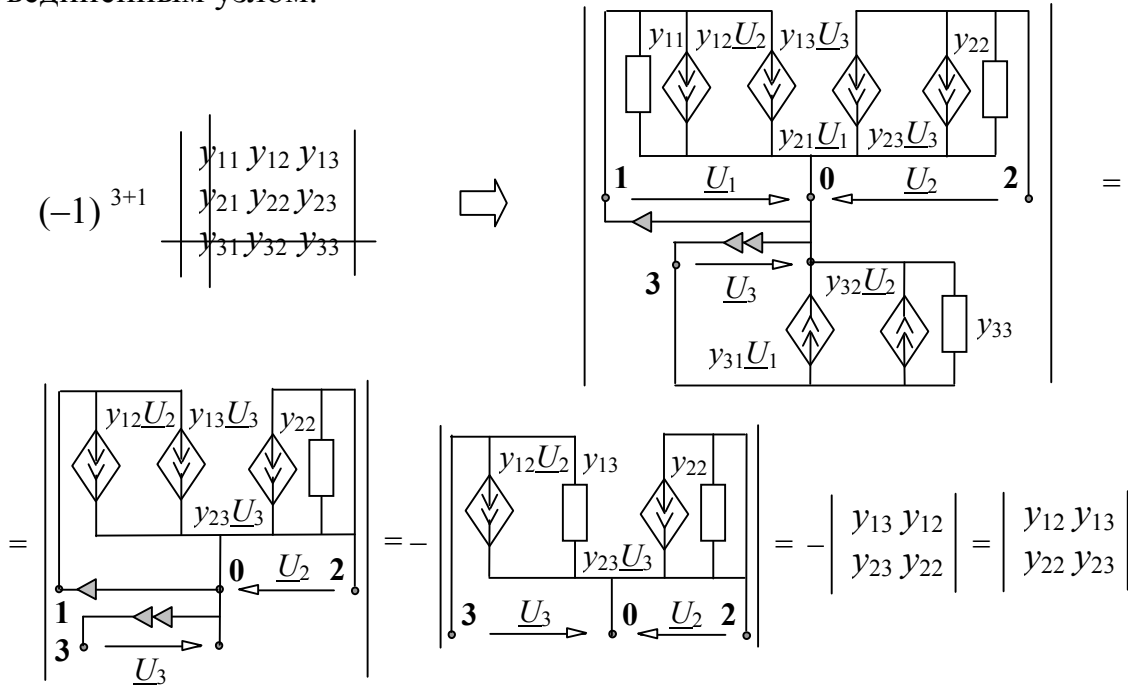 вединенным узлом.
y11 y12U2 y13U3 y22
y21U1 y23U3
1 U1 0 U2 2 =
(–1) 3+1 y11 y12 y13
y21 y22 y23
y31 y32 y33
3 U3 y32U2
y31U1 y33
= y12U2 y13U3 y22
y23U3
1 0 U2 2
3 U3
= – y12U2 y13 y22
y23U3
3 U3 0 U2 2
= – y13 y12 = y12 y13
y23 y22 y22 y23